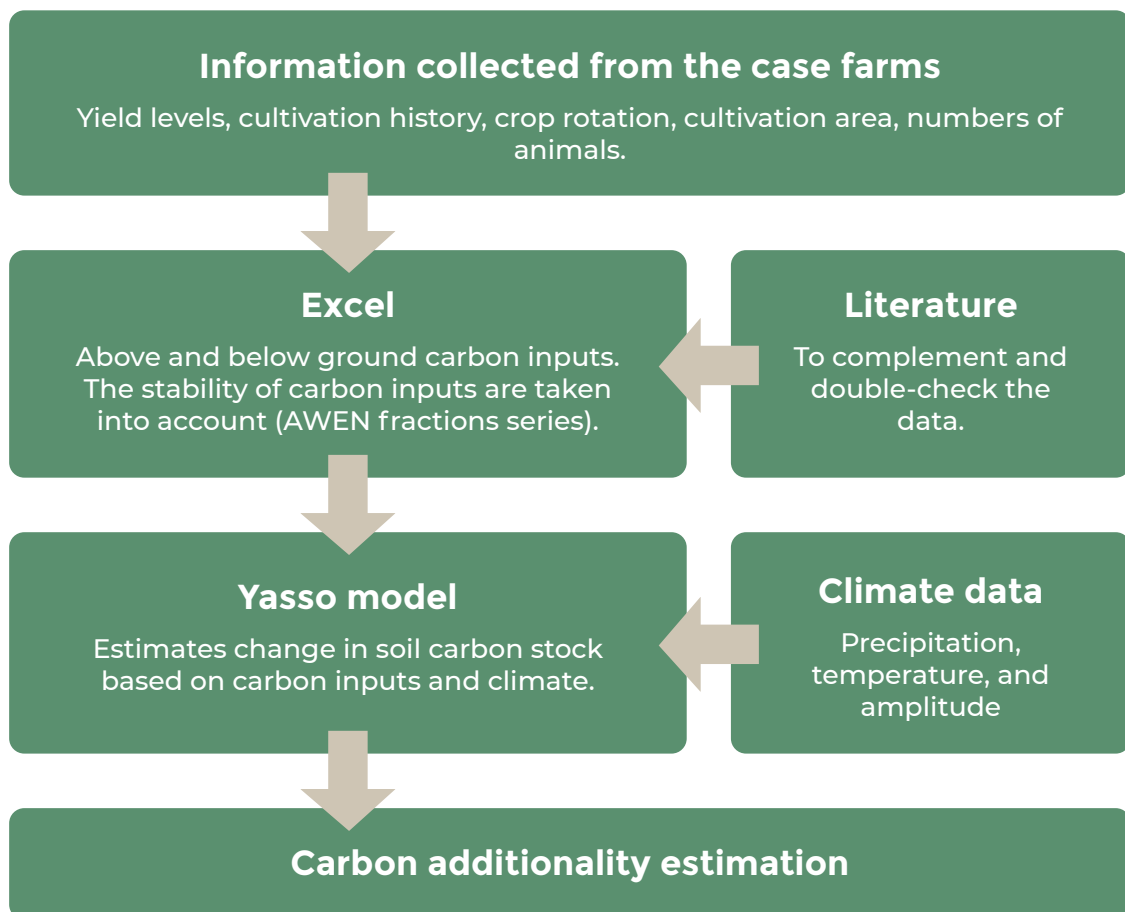 Information collected from the case farms
Yield levels, cultivation history, crop rotation, cultivation area, numbers of
animals.
Excel
Above and below ground carbon inputs.
The stability of carbon inputs are taken
into account (AWEN fractions series).
Literature
To complement and
double-check the
data.
Yasso model
Estimates change in soil carbon stock
based on carbon inputs and climate.
Climate data
Precipitation,
temperature, and
amplitude
Carbon additionality estimation